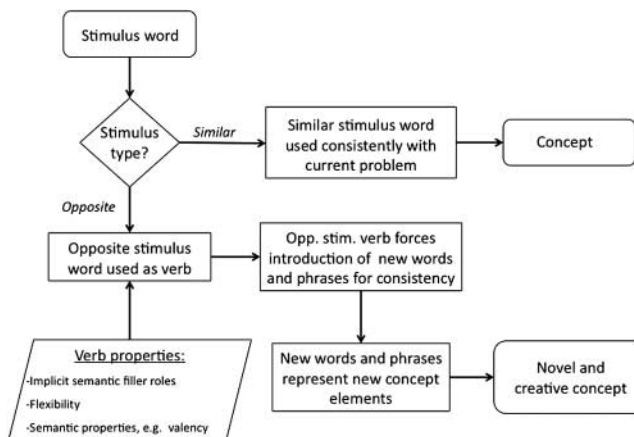 Stimulus word
Stimulus
type?
Similar
Similar stimulus word
used consistently with
current problem
Concept
Opposite
Opposite stimulus
word used as verb
Opp. stim. verb forces
introduction of new words
and phrases for consistency
Verb properties:
-Implicit semantic filler roles
-Flexibility
-Semantic properties, e.g. valency
New words and phrases
represent new concept
elements
Novel and
creative concept